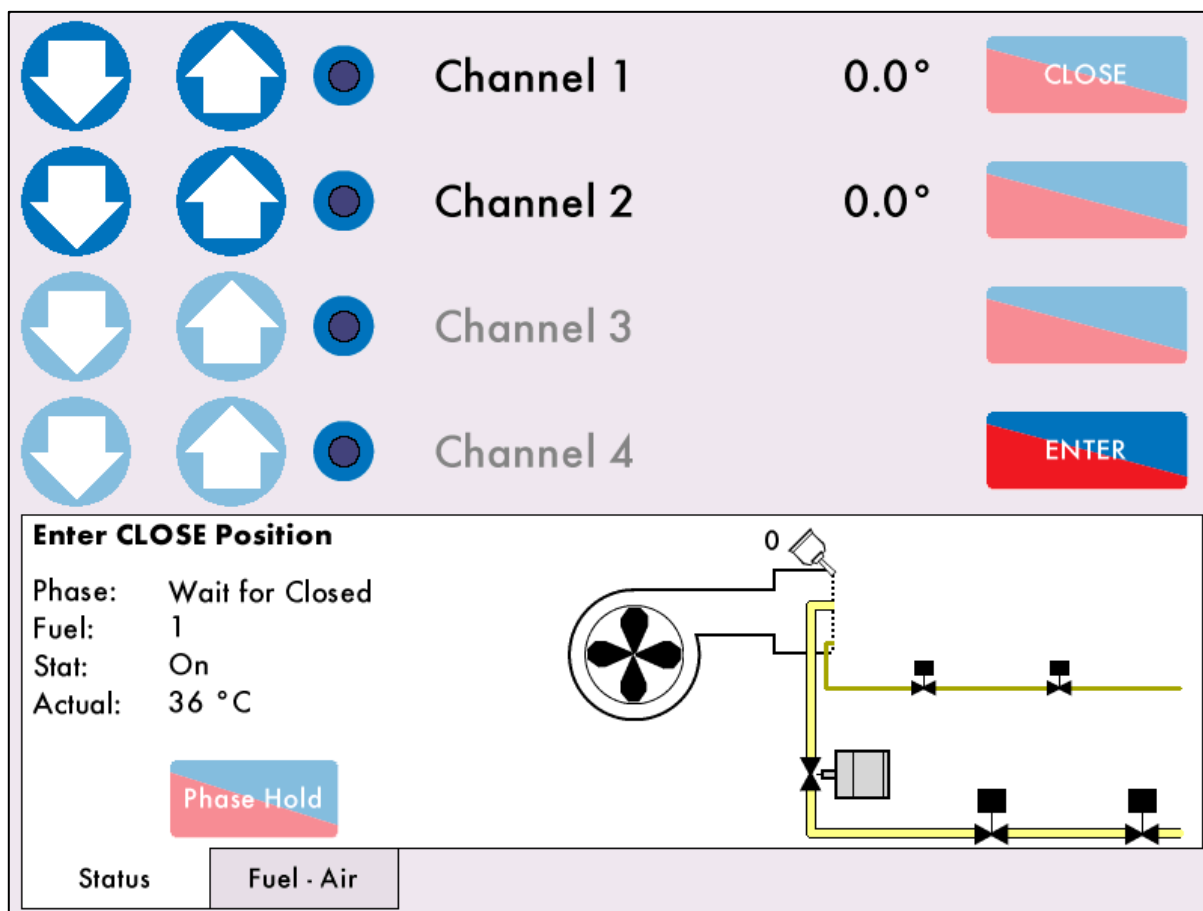 Channel 1 0.0° CLOSE
Channel 2 0.0°
Channel 3
Channel 4 ENTER
Enter CLOSE Position
0
Phase: Wait for Closed
Fuel: 1
Stat: On
Actual: 36 °C
Phase Hold
Status Fuel - Air